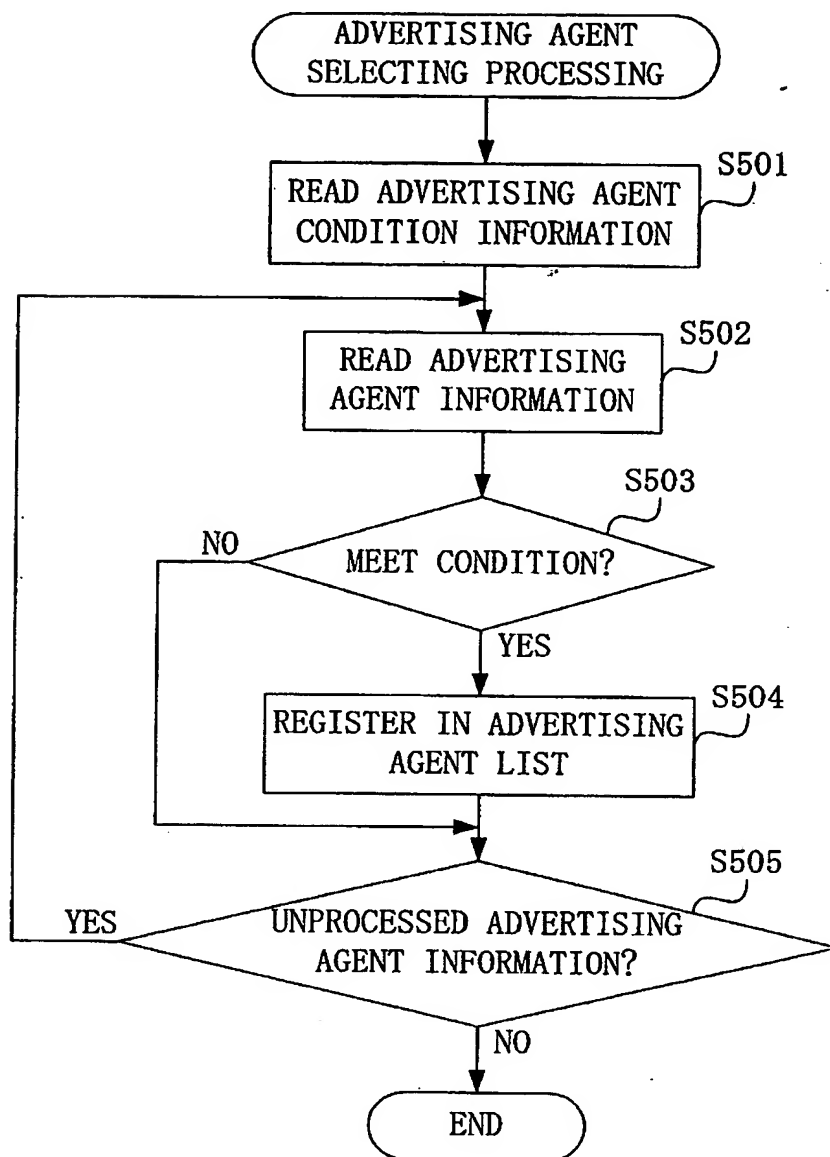 ADVERTISING AGENT
SELECTING PROCESSING
S501
READ ADVERTISING AGENT
CONDITION INFORMATION
S502
READ ADVERTISING
AGENT INFORMATION
S503
NO
MEET CONDITION?
YES
S504
REGISTER IN ADVERTISING
AGENT LIST
S505
YES
UNPROCESSED ADVERTISING
AGENT INFORMATION?
NO
END